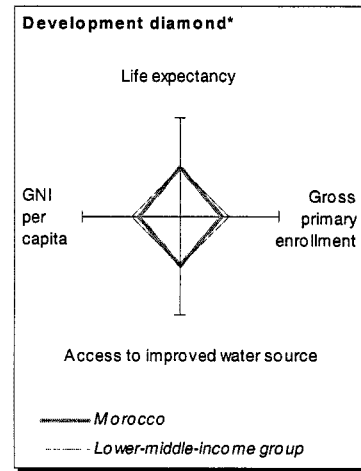 Development diamond*
Life expectancy
GNI
per
capita
Gross
primary
enrollment
Access to improved water source
Morocco
Lower-middle-income group